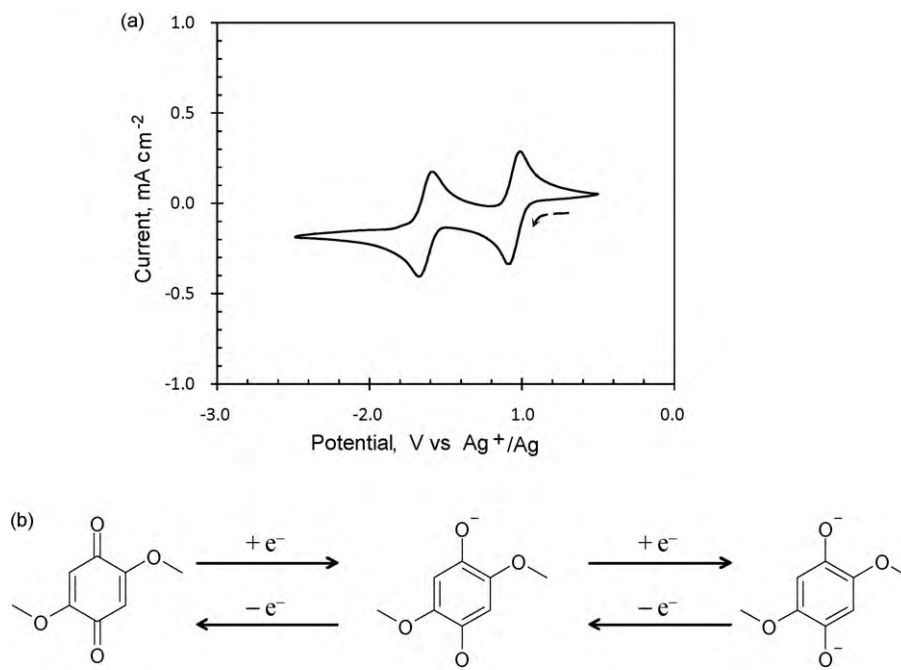 (a)
1.0
0.5
0.0
-0.5
-1.0
Current, mA cm-2
-3.0 -2.0 1.0 0.0
Potential, V vs Ag+/Ag
(b)
O O− O−
+ e− + e−
O O O
− e− − e−
O O O
O O O−